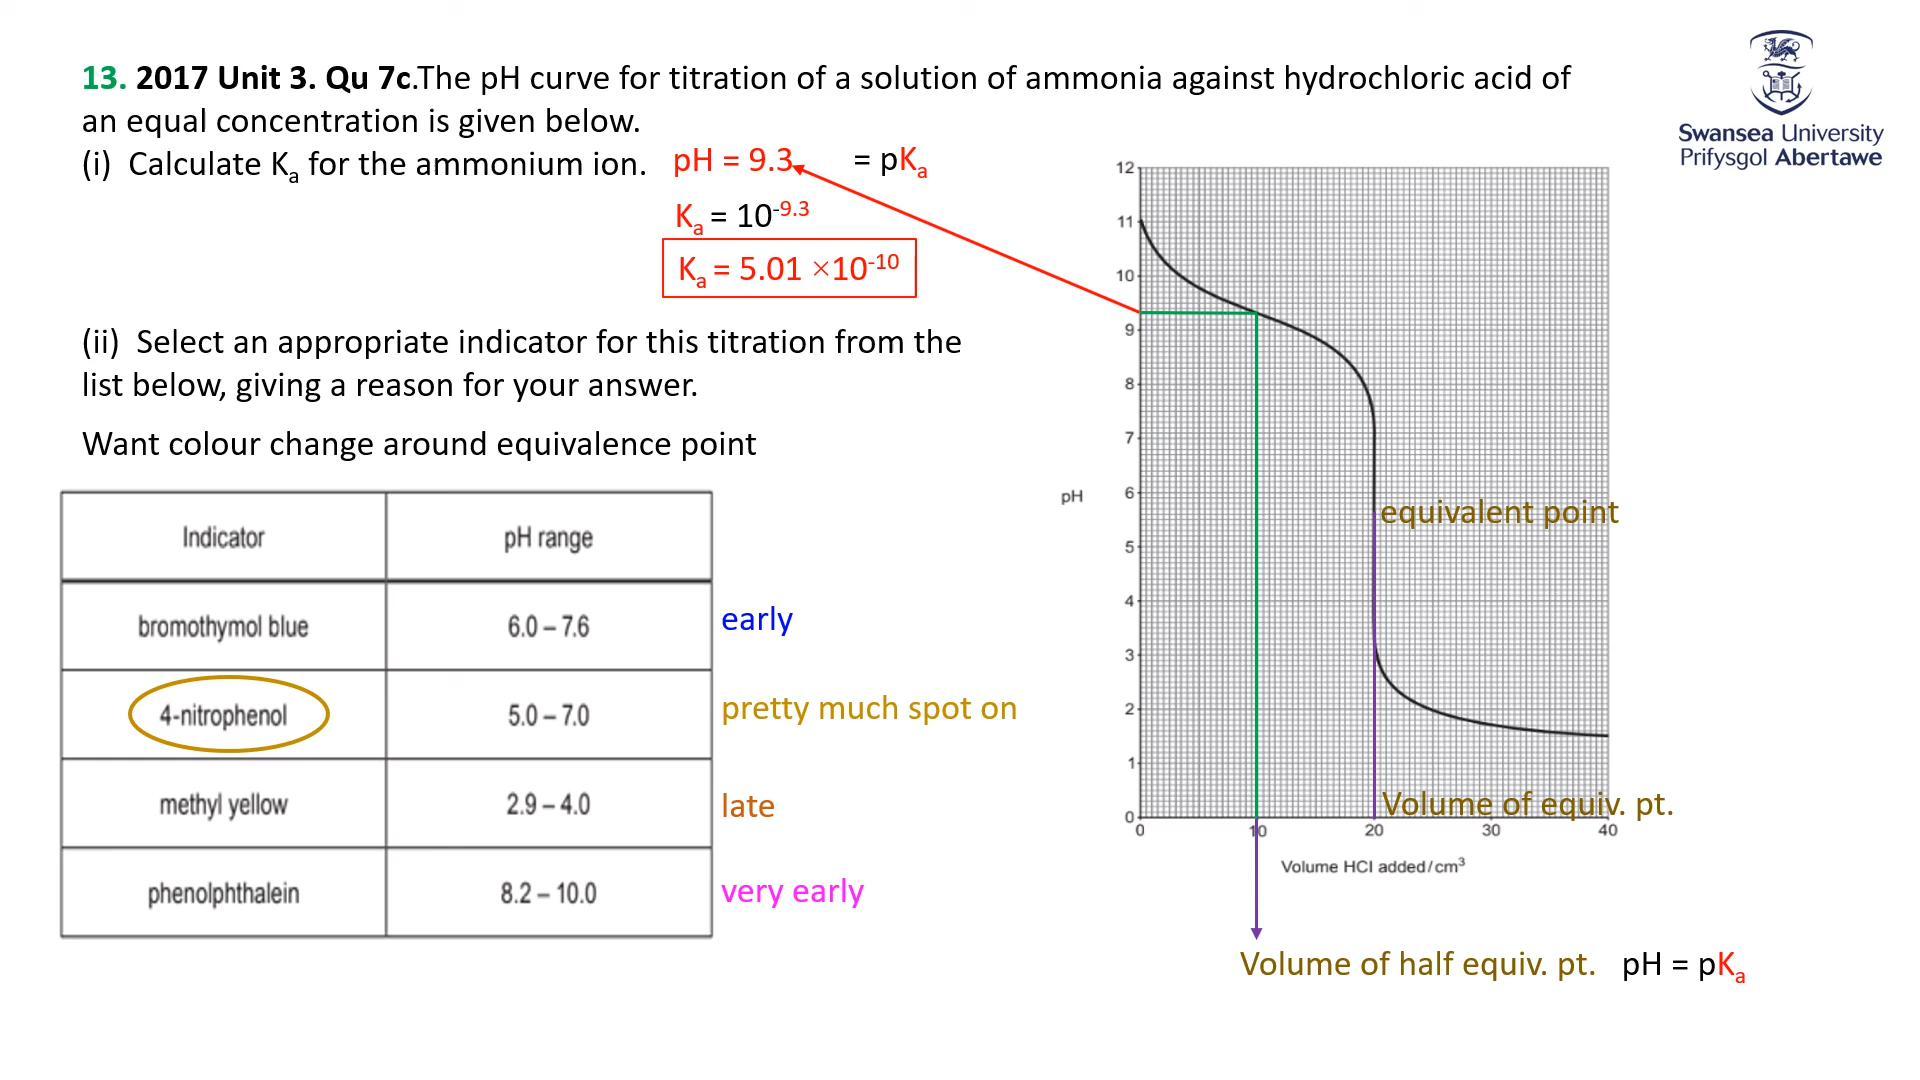 13. 2017 Unit 3. Qu 7c.The pH curve for titration of a solution of ammonia against hydrochloric acid of
an equal concentration is given below.
(i) Calculate Ka for the ammonium ion.
pH = 9.3 = pKa
Ka = 10-9.3
Ka = 5.01 ×10-10
Swansea University
Prifysgol Abertawe
(ii) Select an appropriate indicator for this titration from the
list below, giving a reason for your answer.
Want colour change around equivalence point
Indicator pH range
bromothymol blue 6.0 – 7.6 early
4-nitrophenol 5.0 – 7.0 pretty much spot on
methyl yellow 2.9 – 4.0 late
phenolphthalein 8.2 – 10.0 very early
12
11
10
9
8
7
6
5
4
3
2
1
0
pH
equivalent point
Volume of equiv. pt.
0 10 20 30 40
Volume HCl added/cm3
Volume of half equiv. pt. pH = pKa